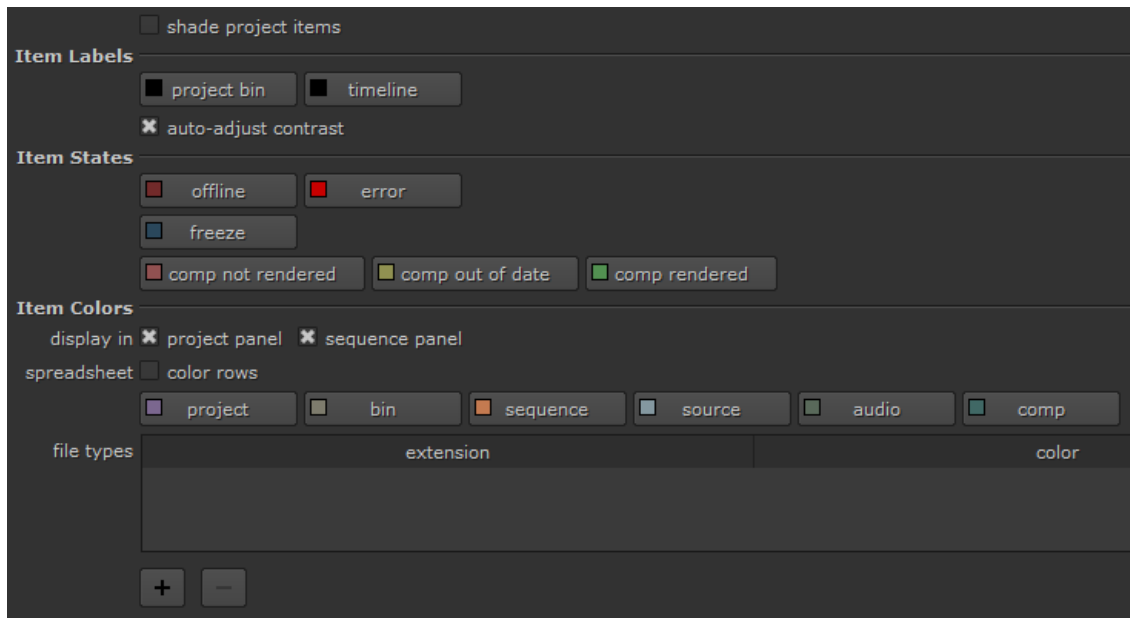 shade project items
Item Labels
project bin timeline
auto-adjust contrast
Item States
offline error
freeze
comp not rendered comp out of date comp rendered
Item Colors
display in project panel sequence panel
spreadsheet color rows
project bin sequence source audio comp
file types extension color
+ −